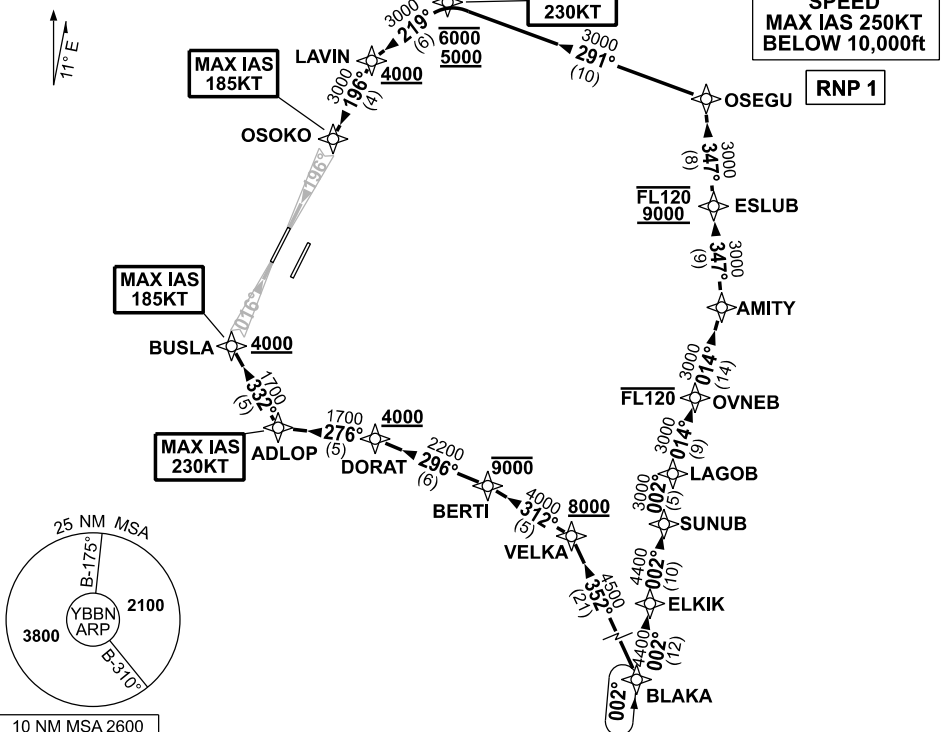 3000
219°
(6)
6000
5000
230KT
SPEED
MAX IAS 250KT
BELOW 10,000ft
RNP 1
11° E
MAX IAS
185KT
LAVIN
4000
3000
196°
(4)
OSOKO
3000
291°
(10)
OSEGU
3000
347°
(8)
FL120
9000
ESLUB
3000
347°
(9)
AMITY
196°
016°
MAX IAS
185KT
BUSLA
4000
1700
332°
(5)
MAX IAS
230KT
ADLOP
1700
276°
(5)
4000
DORAT
2200
296°
(6)
9000
BERTI
4000
312°
(5)
8000
VELKA
4500
352°
(21)
3000
014°
(14)
FL120
OVNEB
3000
014°
(9)
LAGOB
3000
002°
(5)
SUNUB
4400
002°
(10)
ELKIK
4400
002°
(12)
BLAKA
002°
25 NM MSA
B-175°
YBBN
ARP
2100
3800
B-310°
10 NM MSA 2600